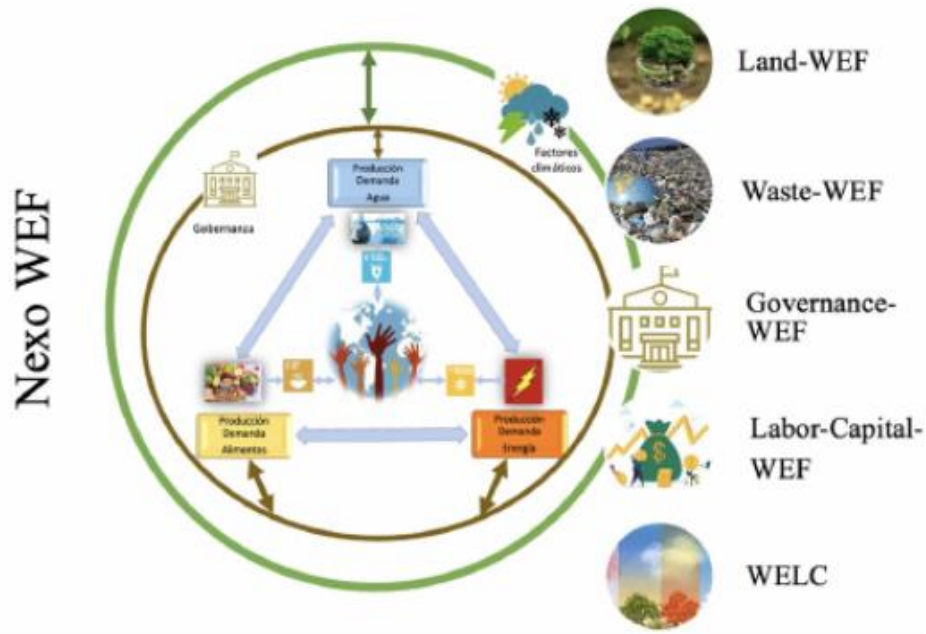 Nexo WEF
Gobernanza
Factores
climáticos
Producción
Demanda
Agua
Producción
Demanda
Alimentos
Producción
Demanda
Energía
Land-WEF
Waste-WEF
Governance-
WEF
Labor-Capital-
WEF
WELC